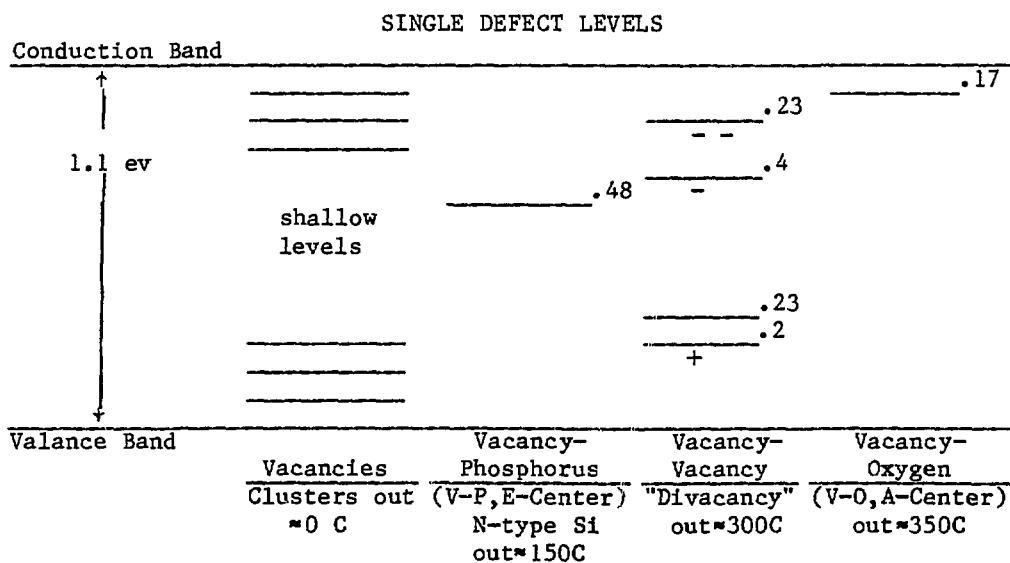 SINGLE DEFECT LEVELS
Conduction Band
1.1 ev
shallow
levels
.48
.23
- -
.4
-
.23
.2
+
.17
Valance Band
Vacancies
Clusters out
≈0 C
Vacancy-
Phosphorus
(V-P,E-Center)
N-type Si
out≈150C
Vacancy-
Vacancy
"Divacancy"
out≈300C
Vacancy-
Oxygen
(V-O,A-Center)
out≈350C